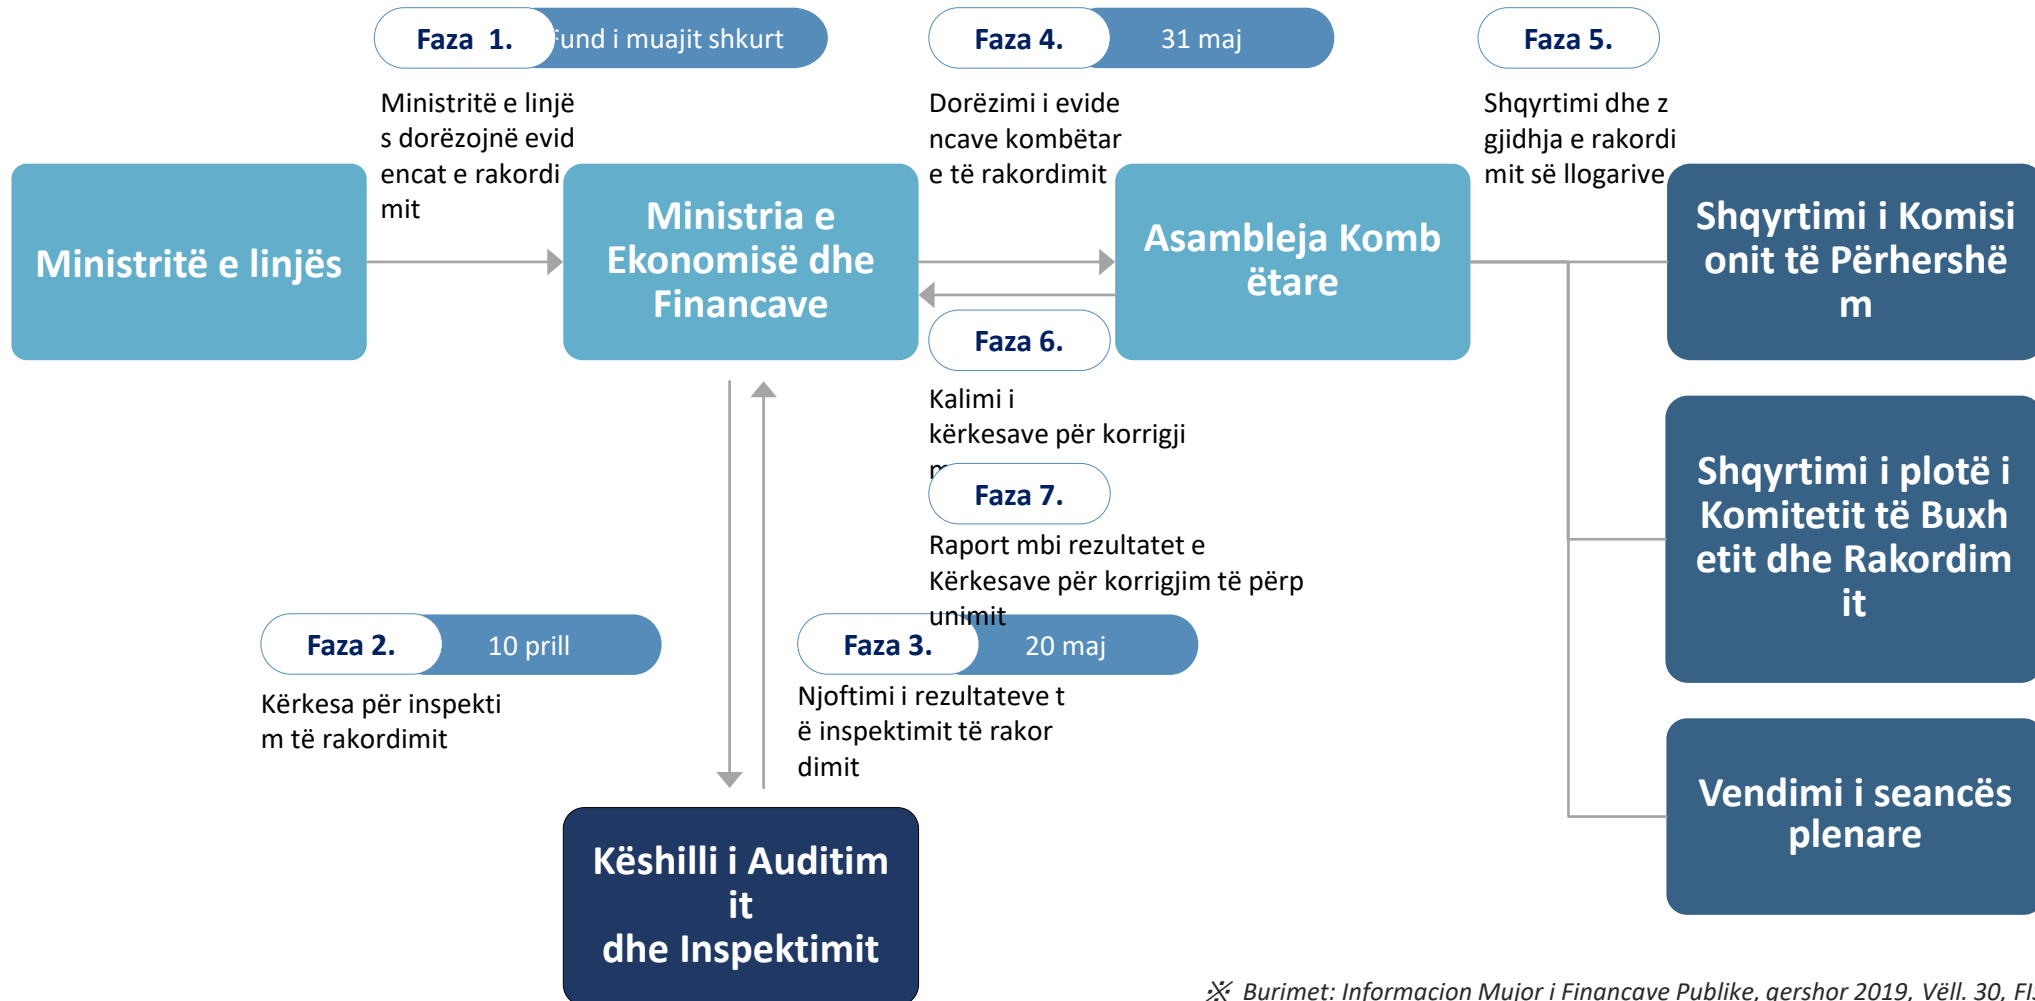 Faza 1.
Fund i muajit shkurt
Ministritë e linjë
s dorëzojnë evid
encat e rakordi
mit
Faza 4.
31 maj
Dorëzimi i evide
ncave kombëtar
e të rakordimit
Faza 5.
Shqyrtimi dhe z
gjidhja e rakordi
mit së llogarive
Ministritë e linjës
Ministria e
Ekonomisë dhe
Financave
Asambleja Komb
ëtare
Shqyrtimi i Komisi
onit të Përhershë
m
Faza 6.
Kalimi i
kërkesave për korrigji
m
Faza 7.
Raport mbi rezultatet e
Kërkesave për korrigjim të përp
unimit
Shqyrtimi i plotë i
Komitetit të Buxh
etit dhe Rakordim
it
Faza 2.
10 prill
Kërkesa për inspekti
m të rakordimit
Faza 3.
20 maj
Njoftimi i rezultateve t
ë inspektimit të rakor
dimit
Vendimi i seancës
plenare
Këshilli i Auditim
it
dhe Inspektimit
※ Burimet: Informacion Mujor i Financave Publike, qershor 2019, Vëll. 30,